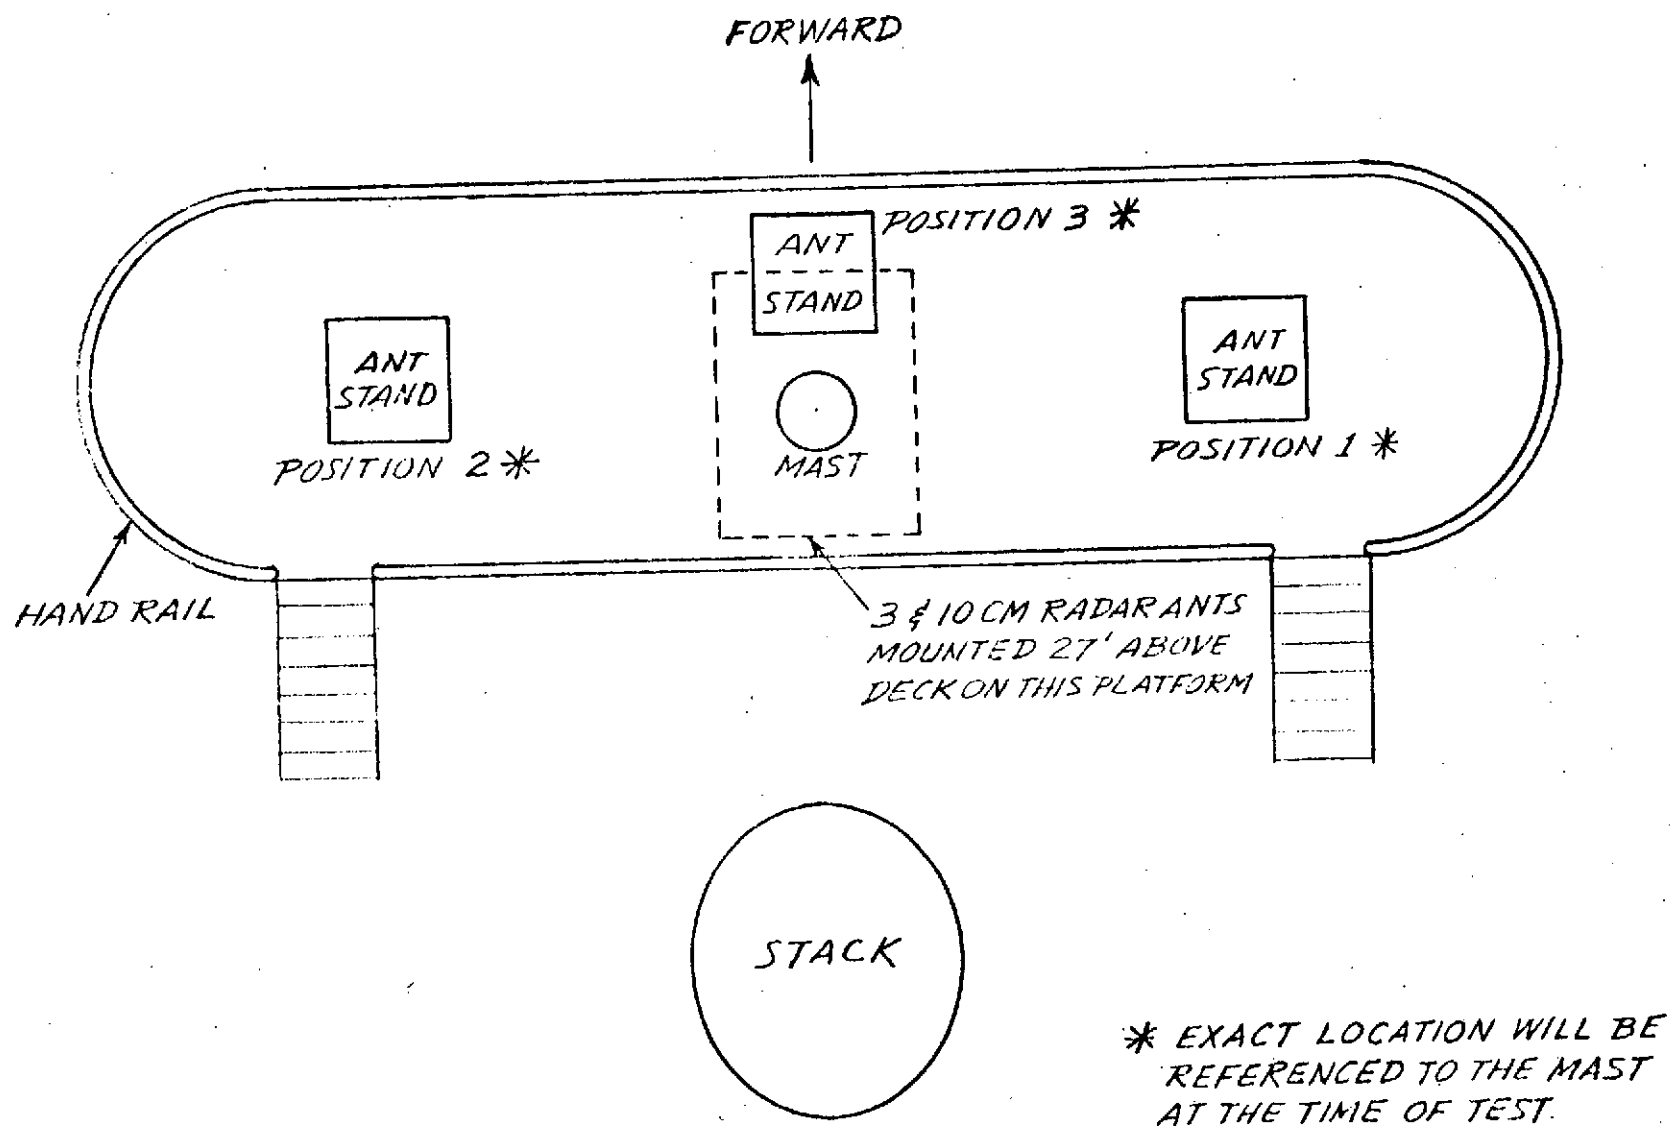 FORWARD
POSITION 3 *
ANT
STAND
ANT
STAND
POSITION 2 *
MAST
ANT
STAND
POSITION 1 *
HAND RAIL
3 & 10 CM RADAR ANTS
MOUNTED 27' ABOVE
DECK ON THIS PLATFORM
STACK
* EXACT LOCATION WILL BE
REFERENCED TO THE MAST
AT THE TIME OF TEST.